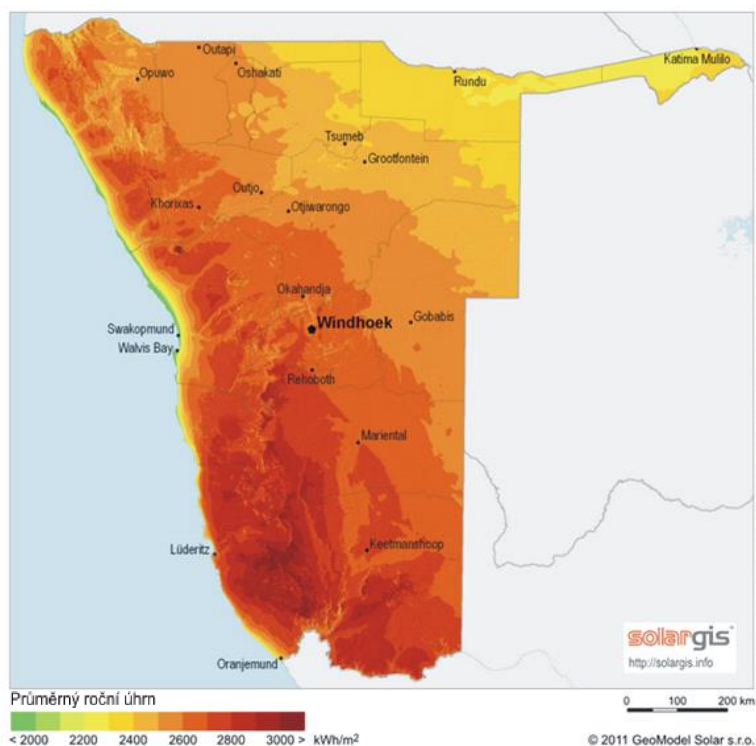 Outapi
Opuwo
Oshakati
Rundu
Katima Mulilo
Tsumeb
Grootfontein
Outjo
Khorixas
Otjiwarongo
Okahandja
Swakopmund
Windhoek
Gobabis
Walvis Bay
Rehoboth
Mariental
Lüderitz
Keetmanshoop
Oranjemund
solargis
http://solargis.info
Průměrný roční úhrn
0 100 200 km
< 2000 2200 2400 2600 2800 3000 > kWh/m²
© 2011 GeoModel Solar s.r.o.